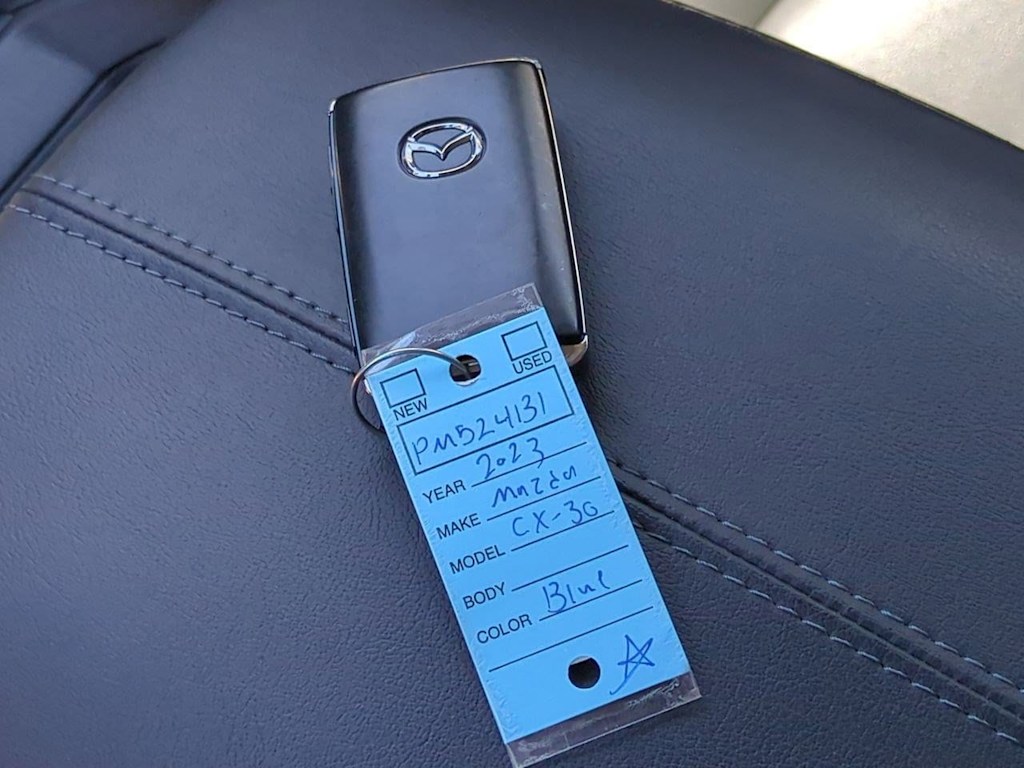 NEW USED
PM524131
YEAR 2023
MAKE Mazda
MODEL CX-30
BODY
COLOR Blue